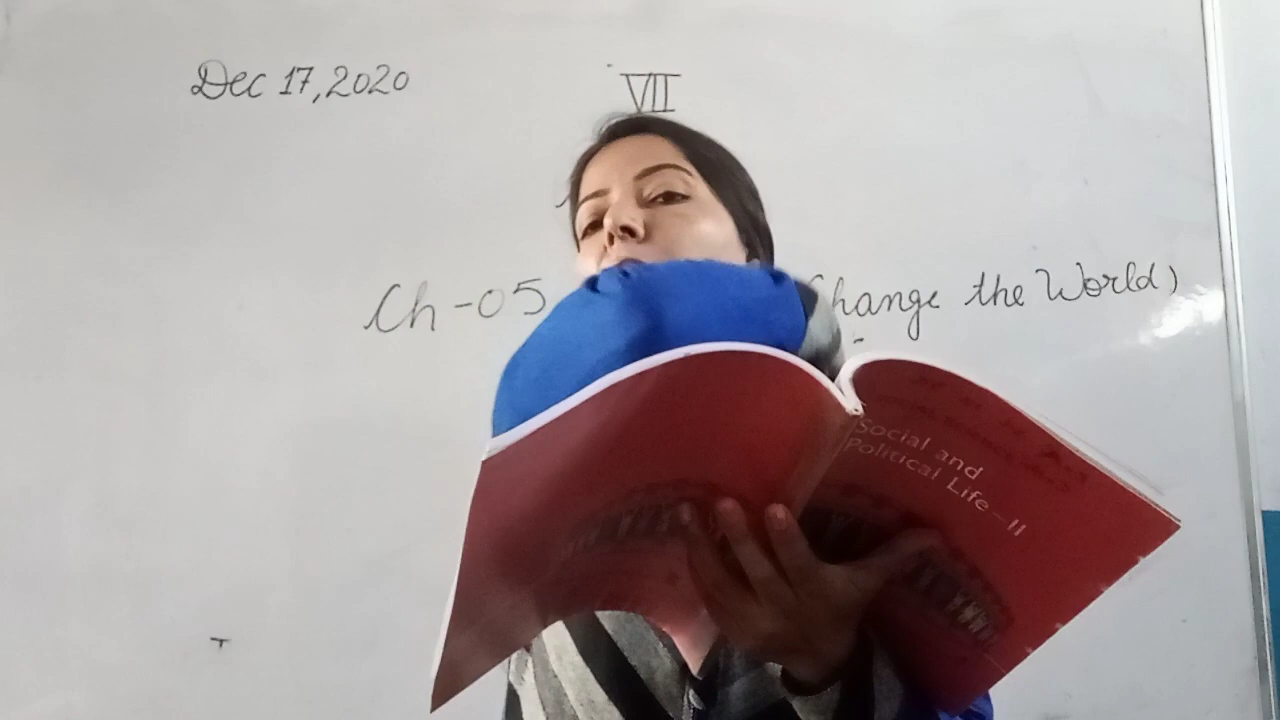 Dec 17,2020
VII
Ch-05 Change the World)
Social and
Political Life-II